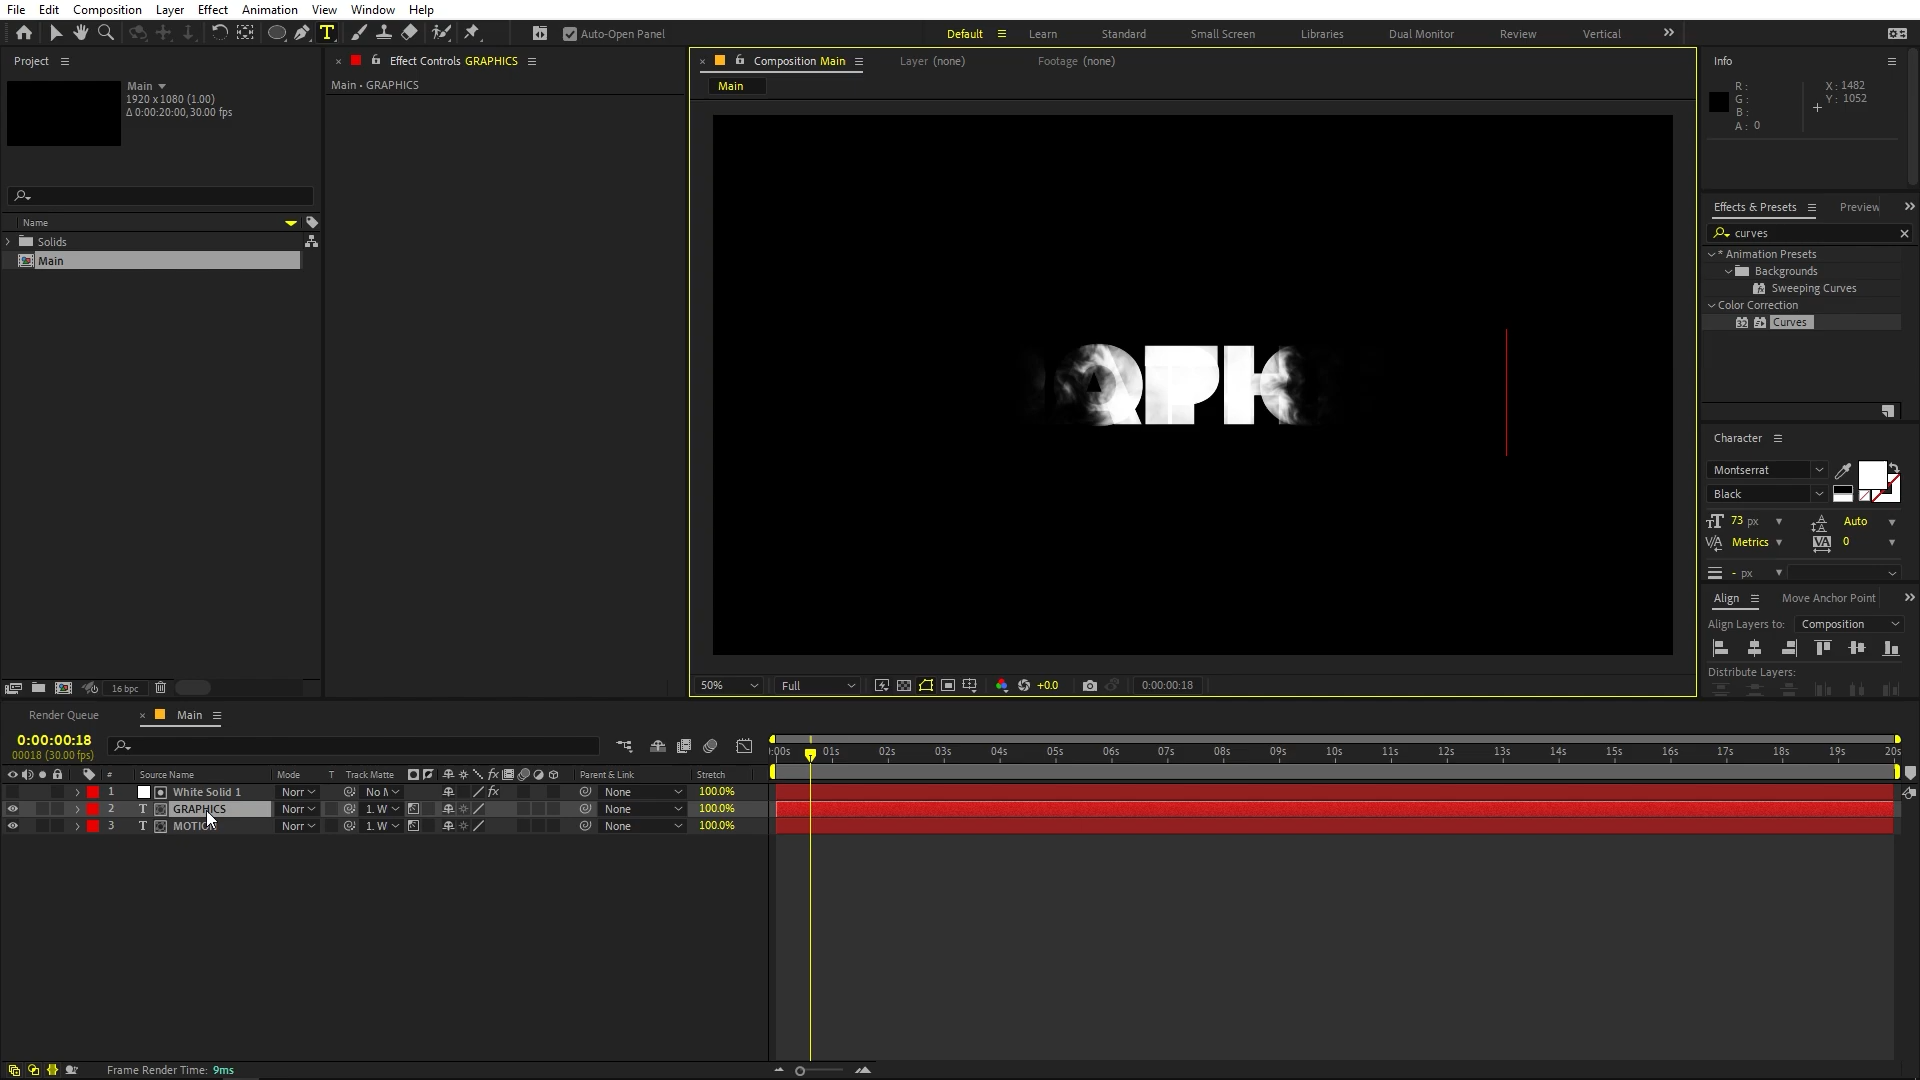 File Edit Composition Layer Effect Animation View Window Help
Auto-Open Panel
Default Learn Standard Small Screen Libraries Dual Monitor Review Vertical
Project
Effect Controls GRAPHICS
Composition Main
Layer (none)
Footage (none)
Info
Main
1920 x 1080 (1.00)
Δ 0:00:20:00, 30.00 fps
Main • GRAPHICS
Main
R:
G:
B:
A: 0
X: 1482
Y: 1052
Name
Solids
Main
Effects & Presets
Preview
curves
* Animation Presets
Backgrounds
Sweeping Curves
Color Correction
32
Curves
Character
Montserrat
Black
73 px
Auto
Metrics
0
- px
Align
Move Anchor Point
Align Layers to: Composition
Distribute Layers:
16 bpc
50%
Full
+0.0
0:00:00:18
Render Queue
Main
0:00:00:18
00018 (30.00 fps)
:00s 01s 02s 03s 04s 05s 06s 07s 08s 09s 10s 11s 12s 13s 14s 15s 16s 17s 18s 19s 20s
# Source Name Mode T Track Matte fx Parent & Link Stretch
1 White Solid 1 Norr No M fx None 100.0%
2 T GRAPHICS Norr 1. W None 100.0%
3 T MOTION Norr 1. W None 100.0%
Frame Render Time: 9ms